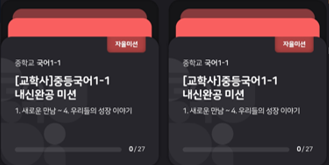 자율미션
중학교 국어1-1
[교학사]중등국어1-1
내신완공 미션
1. 새로운 만남 ~ 4. 우리들의 성장 이야기
0/27
자율미션
중학교 국어1-1
[교학사]중등국어1-1
내신완공 미션
1. 새로운 만남 ~ 4. 우리들의 성장 이야기
0/27